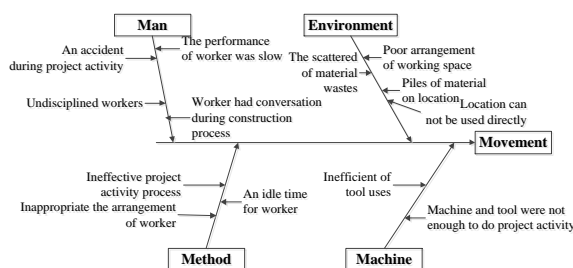 Man
Environment
An accident
during project activity
The performance
of worker was slow
Undisciplined workers
Worker had conversation
during construction
process
The scattered
of material
wastes
Poor arrangement
of working space
Piles of material
on location
Location can
not be used directly
Movement
Ineffective project
activity process
Inappropriate the arrangement
of worker
An idle time
for worker
Inefficient of
tool uses
Machine and tool were not
enough to do project activity
Method
Machine